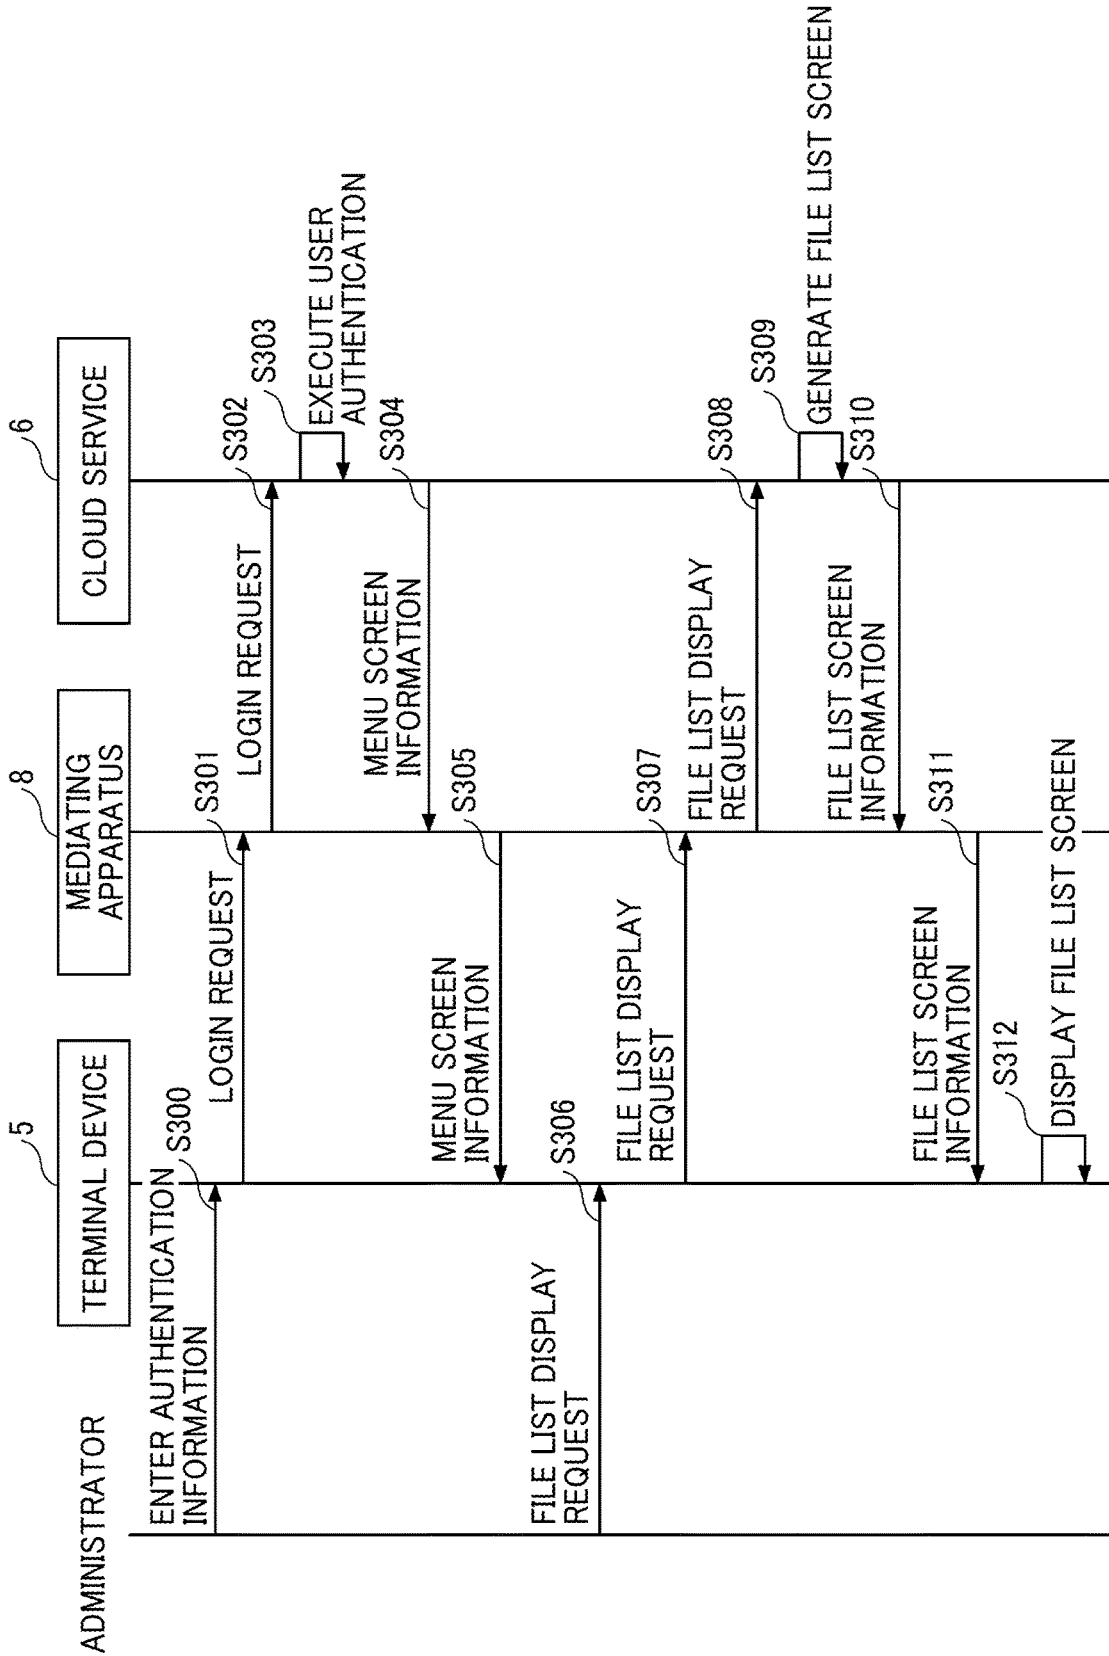 ADMINISTRATOR
5
TERMINAL DEVICE
8
MEDIATING
APPARATUS
6
CLOUD SERVICE
ENTER AUTHENTICATION
INFORMATION
S300
LOGIN REQUEST
S301
LOGIN REQUEST
S302
S303
EXECUTE USER
AUTHENTICATION
MENU SCREEN
INFORMATION
S304
MENU SCREEN
INFORMATION
S305
FILE LIST DISPLAY
REQUEST
S306
FILE LIST DISPLAY
REQUEST
S307
FILE LIST DISPLAY
REQUEST
S308
S309
GENERATE FILE LIST SCREEN
FILE LIST SCREEN
INFORMATION
S310
FILE LIST SCREEN
INFORMATION
S311
S312
DISPLAY FILE LIST SCREEN